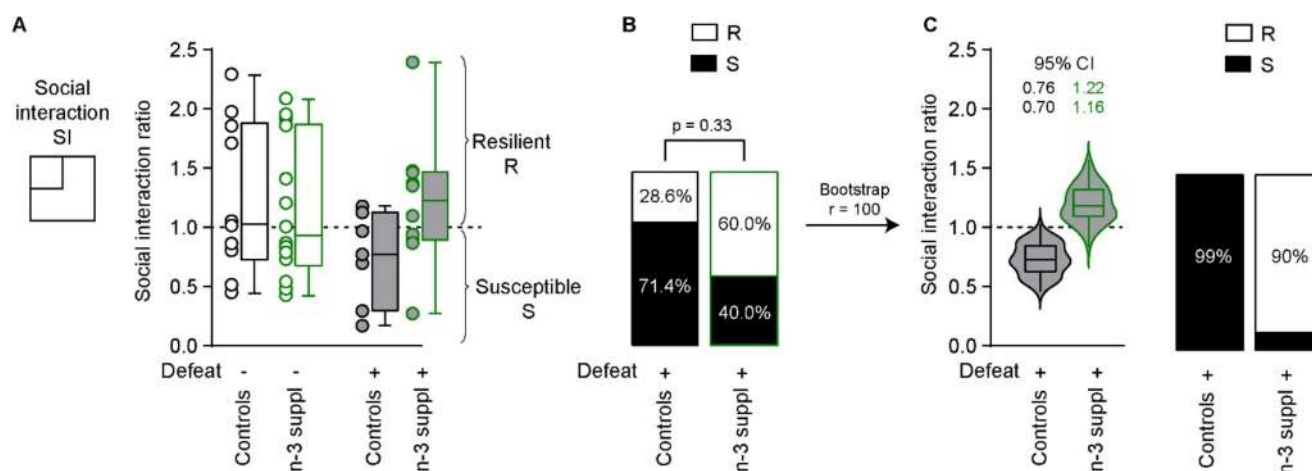 A
Social
interaction
SI
Social interaction ratio
2.5
2.0
1.5
1.0
0.5
0.0
Resilient
R
Susceptible
S
Defeat - - + +
Controls
n-3 suppl
Controls
n-3 suppl
B
R
S
p = 0.33
28.6%
71.4%
60.0%
40.0%
Defeat + +
Controls
n-3 suppl
Bootstrap
r = 100
C
Social interaction ratio
2.5
2.0
1.5
1.0
0.5
0.0
95% CI
0.76 1.22
0.70 1.16
Defeat + +
Controls
n-3 suppl
R
S
99%
90%
Controls +
n-3 suppl +